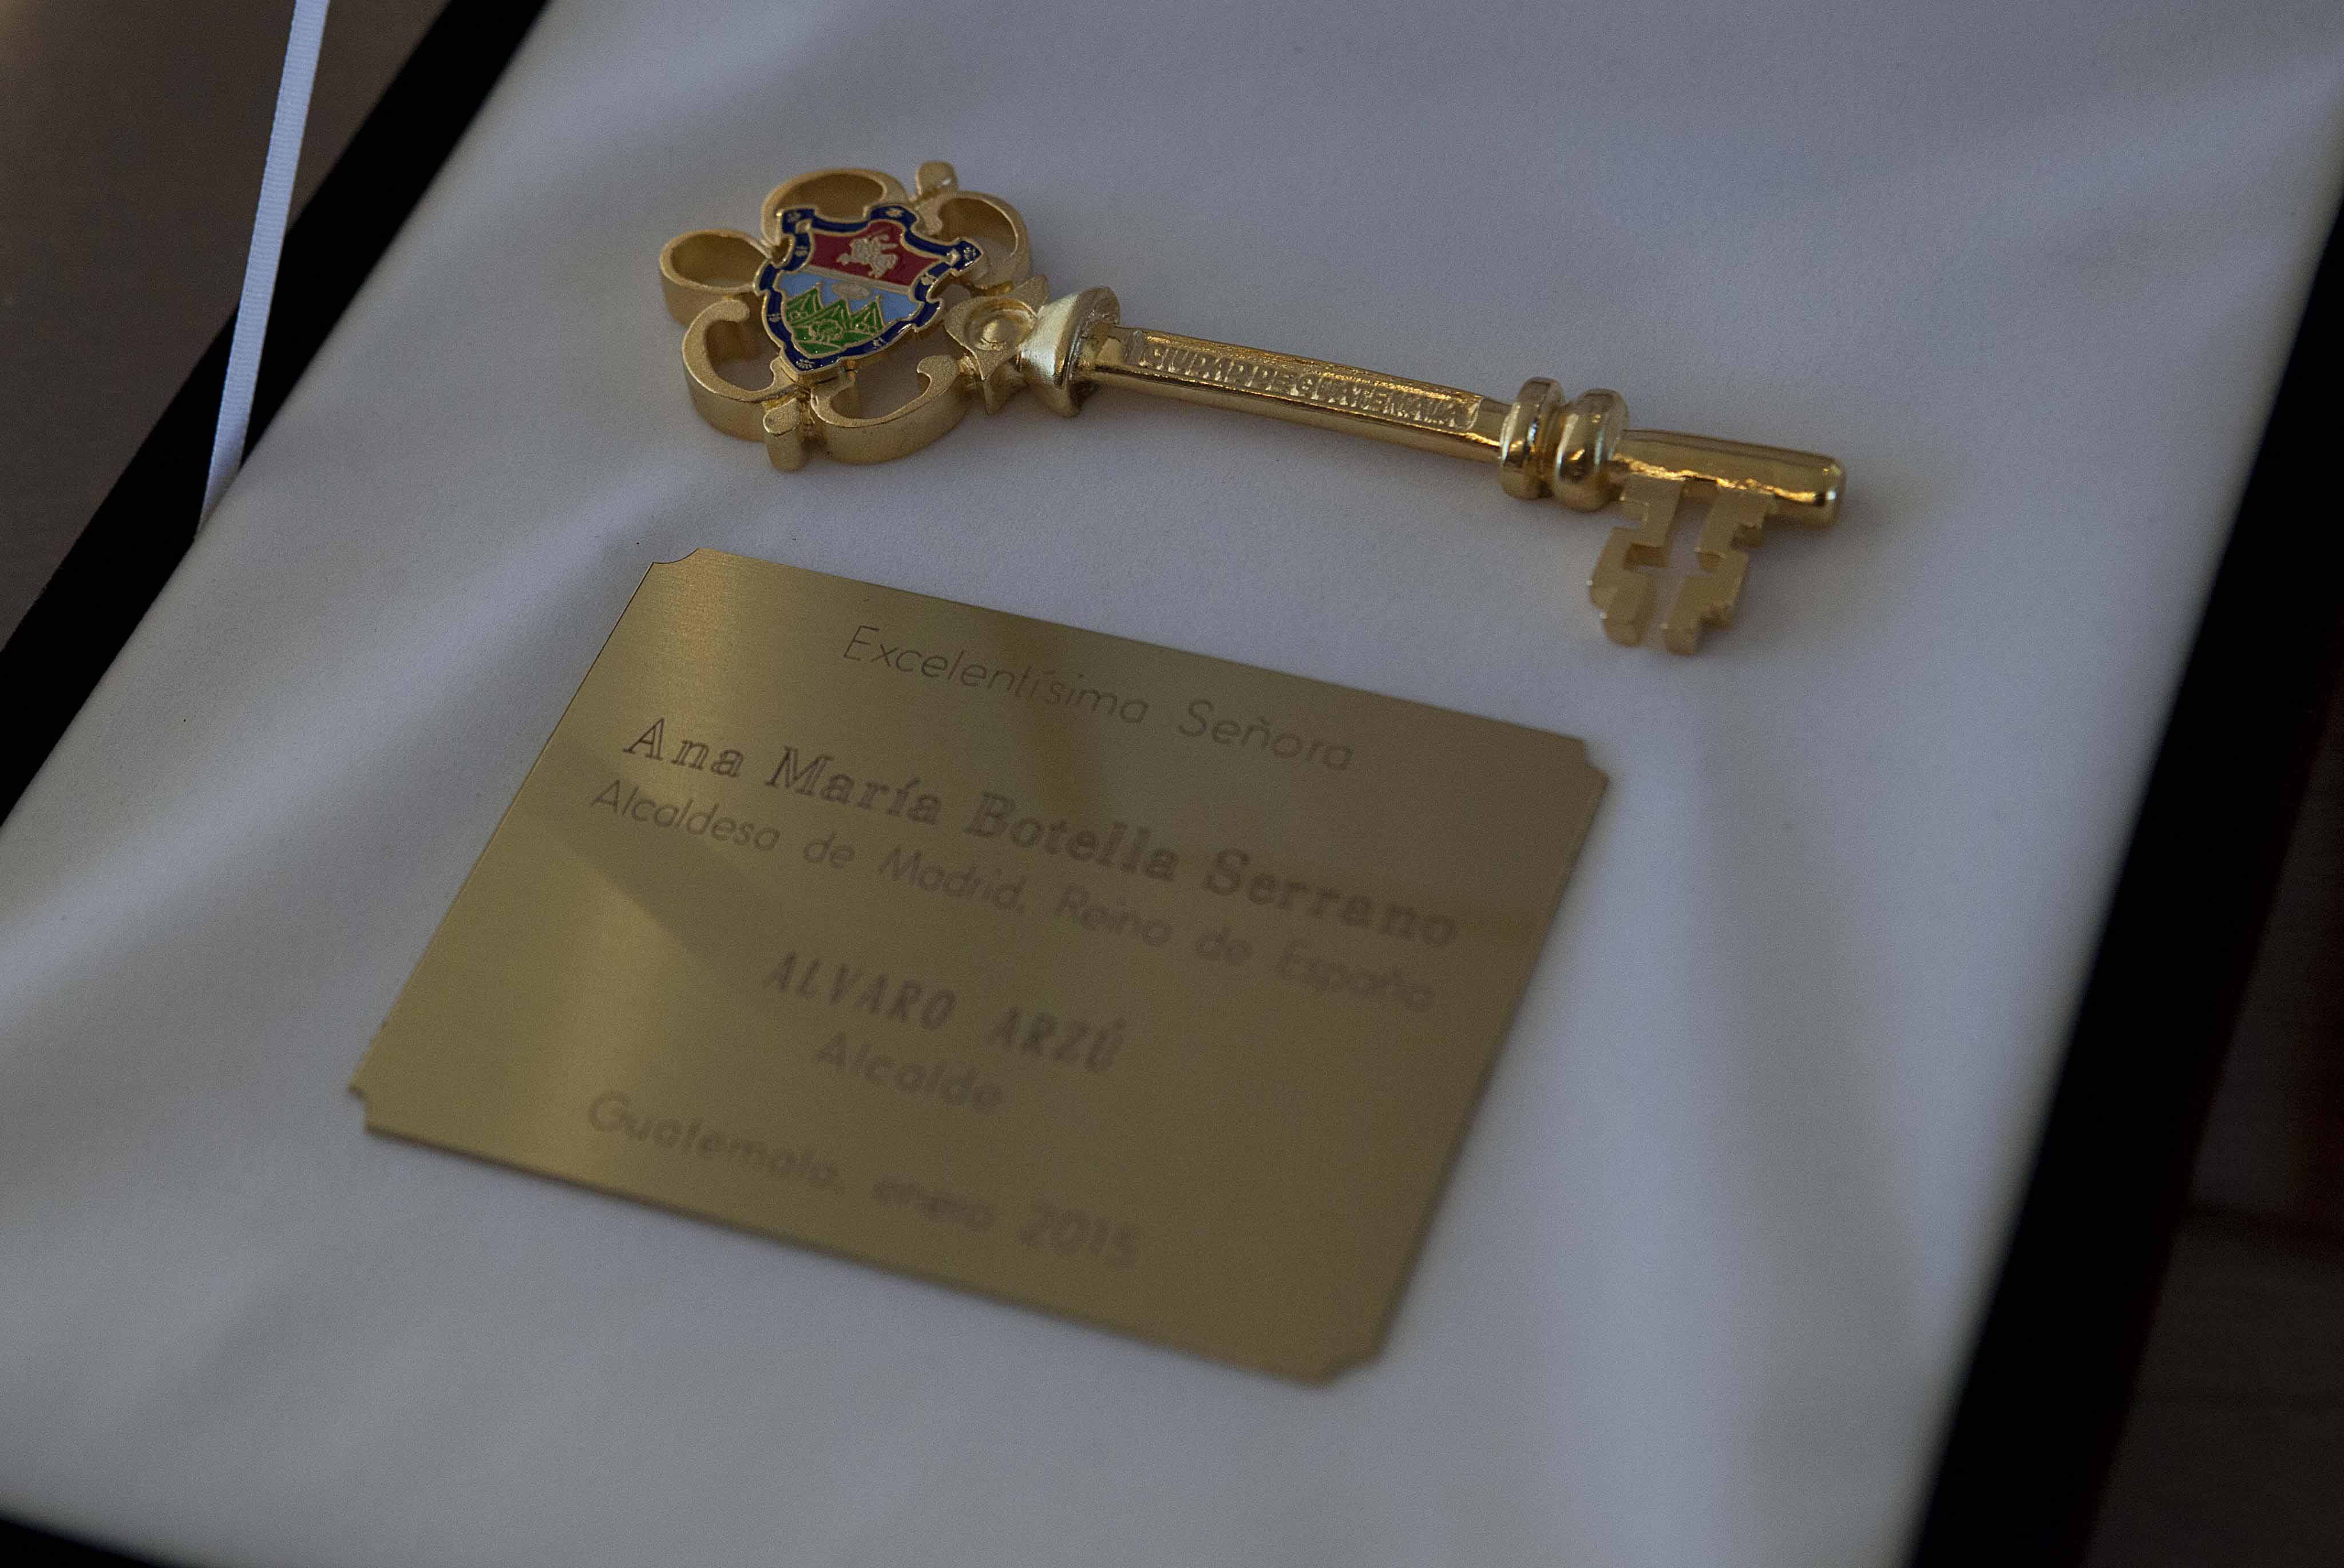 CIUDAD DE GUATEMALA
Excelentísima Señora
Ana María Botella Serrano
Alcaldesa de Madrid, Reino de España
ALVARO ARZÚ
Alcalde
Guatemala, enero 2015